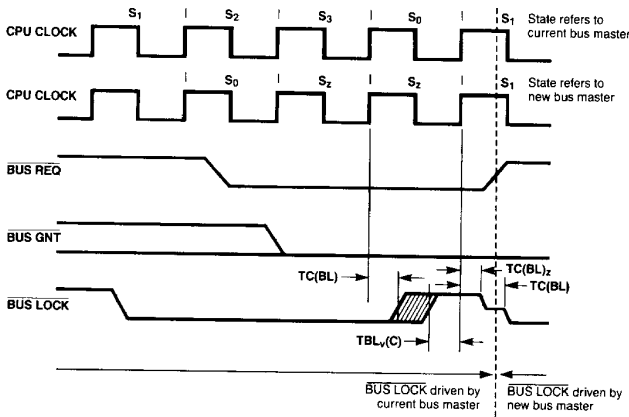 S1 S2 S3 S0 S1 State refers to
CPU CLOCK current bus master
S0 Sz Sz S1 State refers to
CPU CLOCK new bus master
BUS REQ
BUS GNT
TC(BL) TC(BL)z
TC(BL)
BUS LOCK
TBLv(C)
BUS LOCK driven by
current bus master
BUS LOCK driven by
new bus master